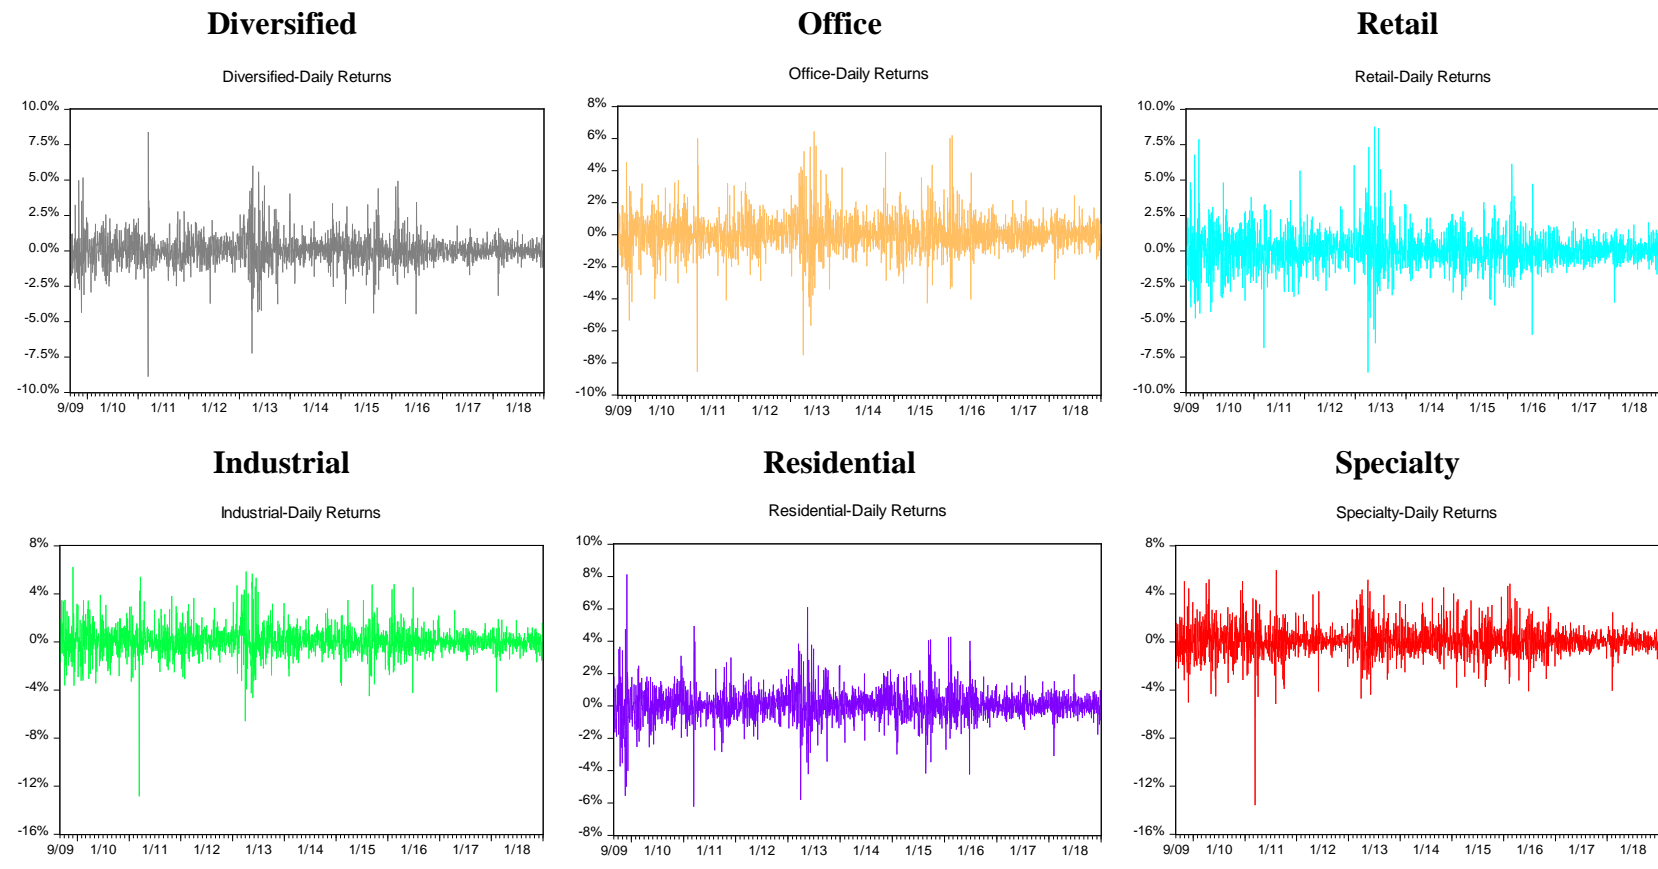 Diversified
Diversified-Daily Returns
10.0%
7.5%
5.0%
2.5%
0.0%
-2.5%
-5.0%
-7.5%
-10.0%
9/09 1/10 1/11 1/12 1/13 1/14 1/15 1/16 1/17 1/18
Office
Office-Daily Returns
8%
6%
4%
2%
0%
-2%
-4%
-6%
-8%
-10%
9/09 1/10 1/11 1/12 1/13 1/14 1/15 1/16 1/17 1/18
Retail
Retail-Daily Returns
10.0%
7.5%
5.0%
2.5%
0.0%
-2.5%
-5.0%
-7.5%
-10.0%
9/09 1/10 1/11 1/12 1/13 1/14 1/15 1/16 1/17 1/18
Industrial
Industrial-Daily Returns
8%
4%
0%
-4%
-8%
-12%
-16%
9/09 1/10 1/11 1/12 1/13 1/14 1/15 1/16 1/17 1/18
Residential
Residential-Daily Returns
10%
8%
6%
4%
2%
0%
-2%
-4%
-6%
-8%
9/09 1/10 1/11 1/12 1/13 1/14 1/15 1/16 1/17 1/18
Specialty
Specialty-Daily Returns
8%
4%
0%
-4%
-8%
-12%
-16%
9/09 1/10 1/11 1/12 1/13 1/14 1/15 1/16 1/17 1/18